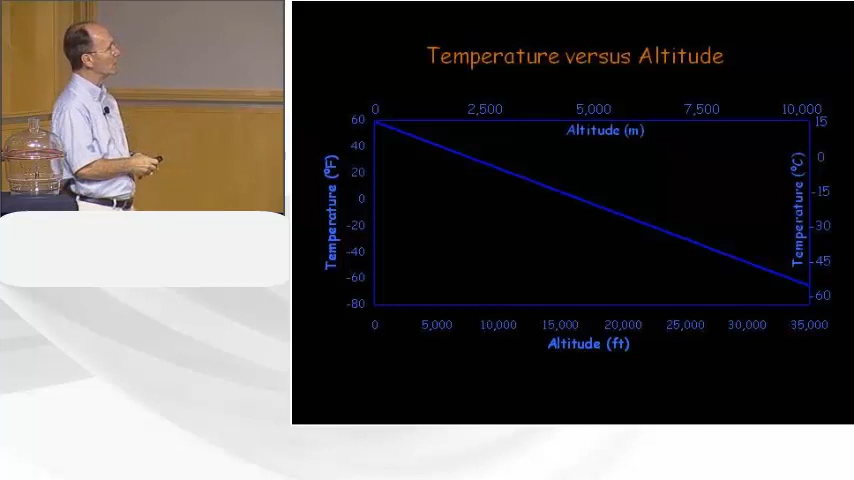 Temperature versus Altitude
0 2,500 5,000 7,500 10,000
Altitude (m)
60
40
20
0
-20
-40
-60
-80
Temperature (ºF)
15
0
-15
-30
-45
-60
Temperature (ºC)
0 5,000 10,000 15,000 20,000 25,000 30,000 35,000
Altitude (ft)